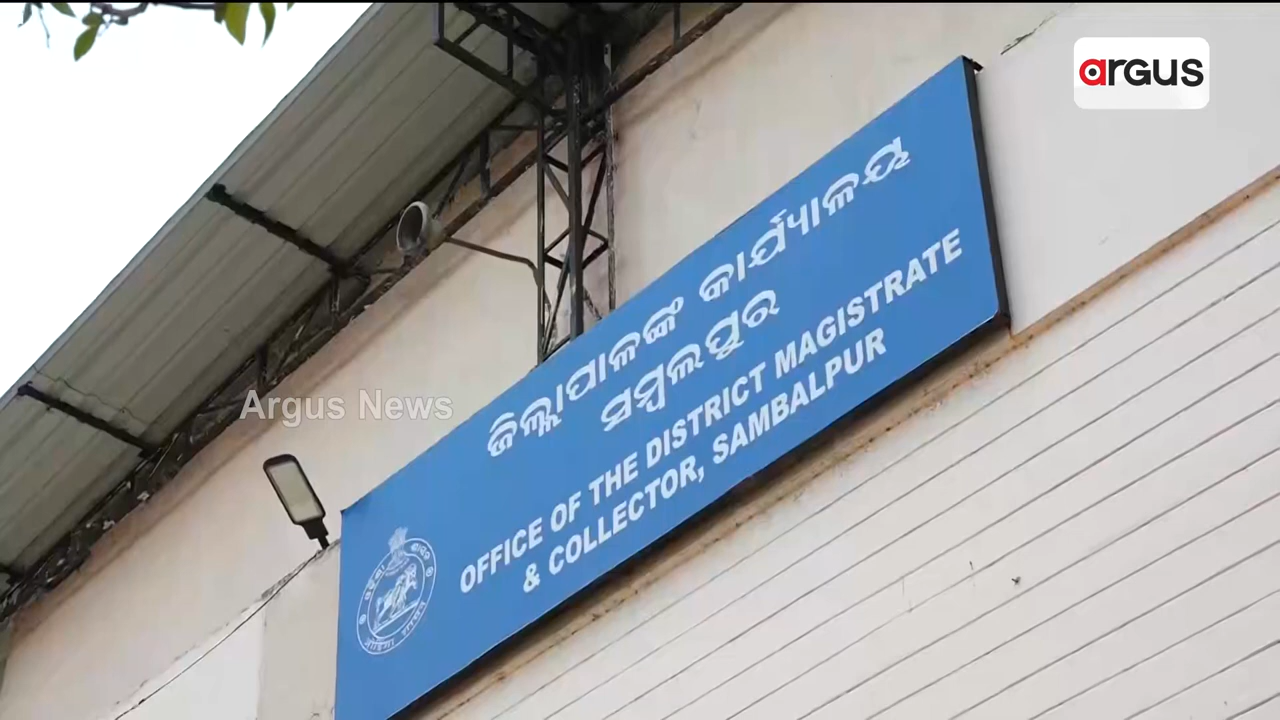 argus
ଜିଲ୍ଲାପାଳଙ୍କ କାର୍ଯ୍ୟାଳୟ
ସମ୍ବଲପୁର
OFFICE OF THE DISTRICT MAGISTRATE
& COLLECTOR, SAMBALPUR
Argus News